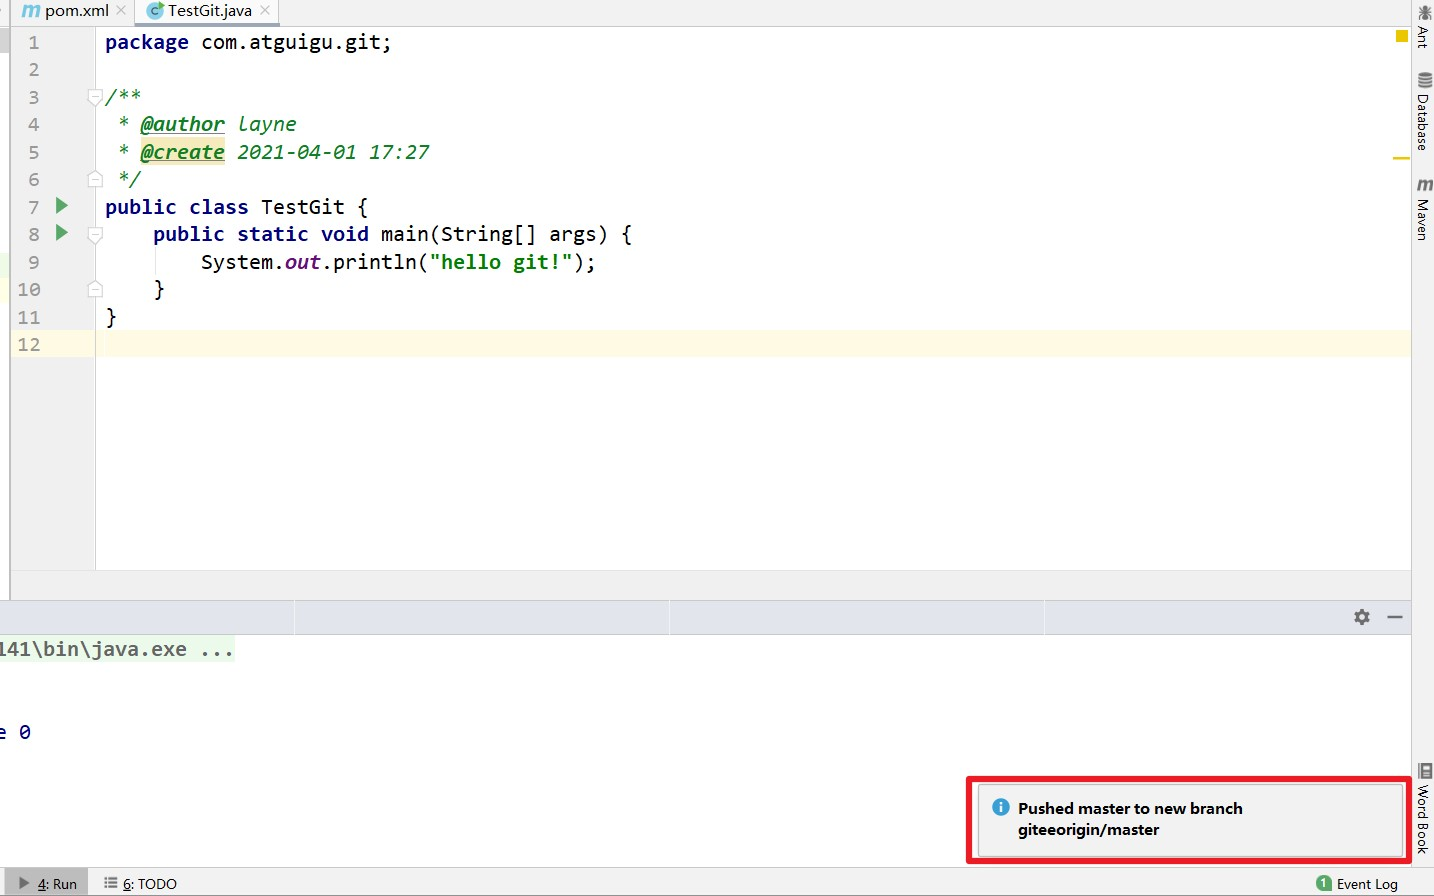 pom.xml
TestGit.java
1 package com.atguigu.git;
2
3 /**
4 * @author layne
5 * @create 2021-04-01 17:27
6 */
7 public class TestGit {
8 public static void main(String[] args) {
9 System.out.println("hello git!");
10 }
11 }
12
Ant
Database
Maven
141\bin\java.exe ...
e 0
Pushed master to new branch
giteeorigin/master
Word Book
4: Run
6: TODO
1 Event Log